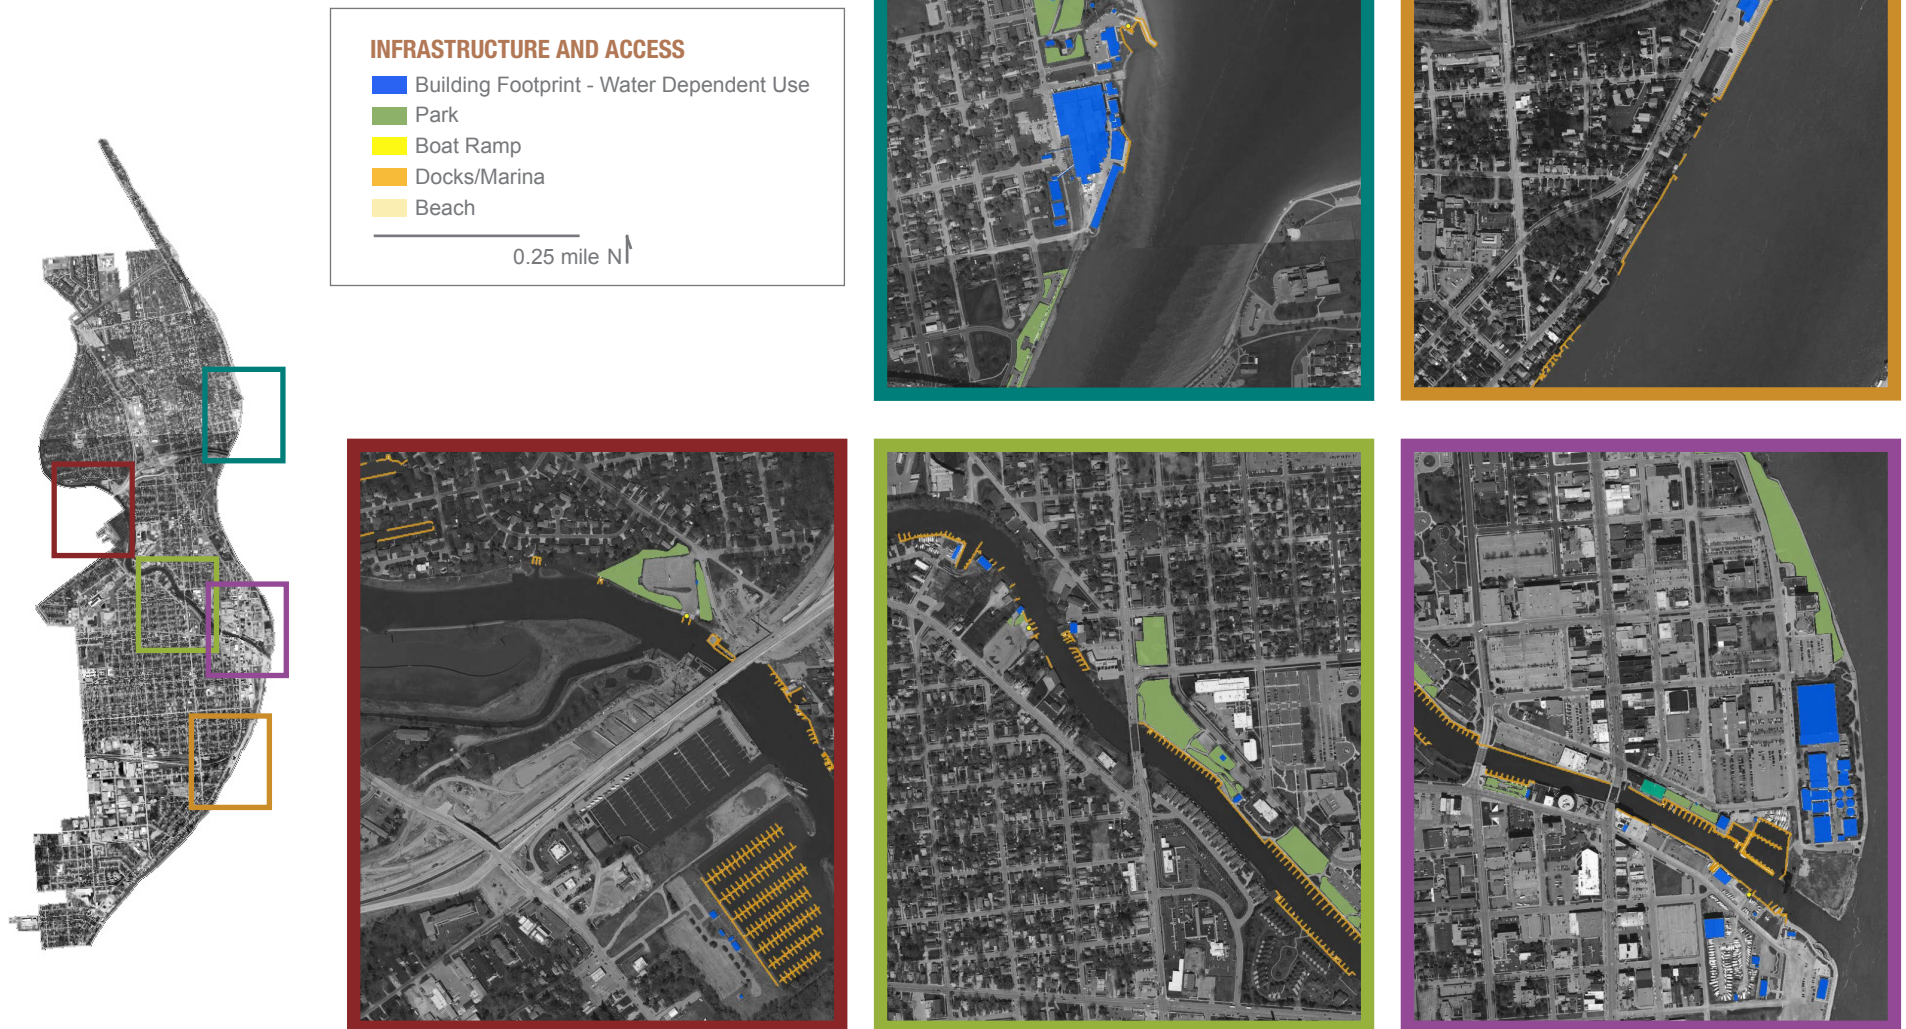 INFRASTRUCTURE AND ACCESS
Building Footprint - Water Dependent Use
Park
Boat Ramp
Docks/Marina
Beach
0.25 mile N